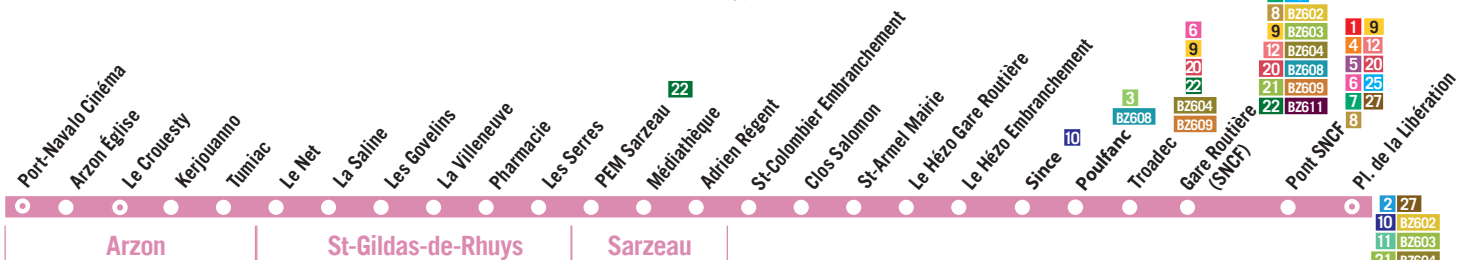 Port-Navalo Cinéma
Arzon Église
Le Crouesty
Kerjouanno
Tumiac
Le Net
La Saline
Les Govelins
La Villeneuve
Pharmacie
Les Serres
PEM Sarzeau
22
Médiathèque
Adrien Régent
St-Colombier Embranchement
Clos Salomon
St-Armel Mairie
Le Hézo Gare Routière
Le Hézo Embranchement
Since
10
Poulfanc
3
BZ608
Troadec
6
9
20
22
BZ604
BZ609
Gare Routière
(SNCF)
8 BZ602
9 BZ603
12 BZ604
20 BZ608
21 BZ609
22 BZ611
Pont SNCF
1 9
4 12
5 20
6 25
7 27
8
Pl. de la Libération
2 27
10 BZ602
11 BZ603
21 BZ604
Arzon
St-Gildas-de-Rhuys
Sarzeau